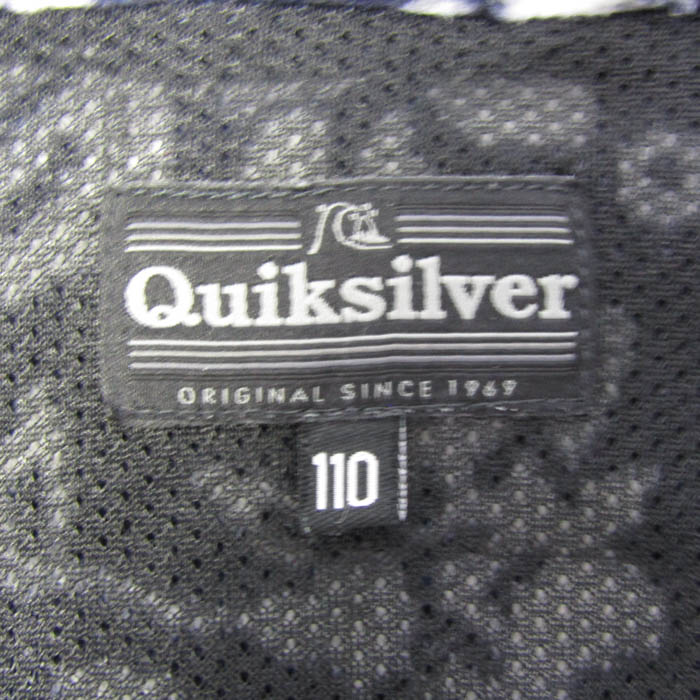 Quiksilver
ORIGINAL SINCE 1969
110